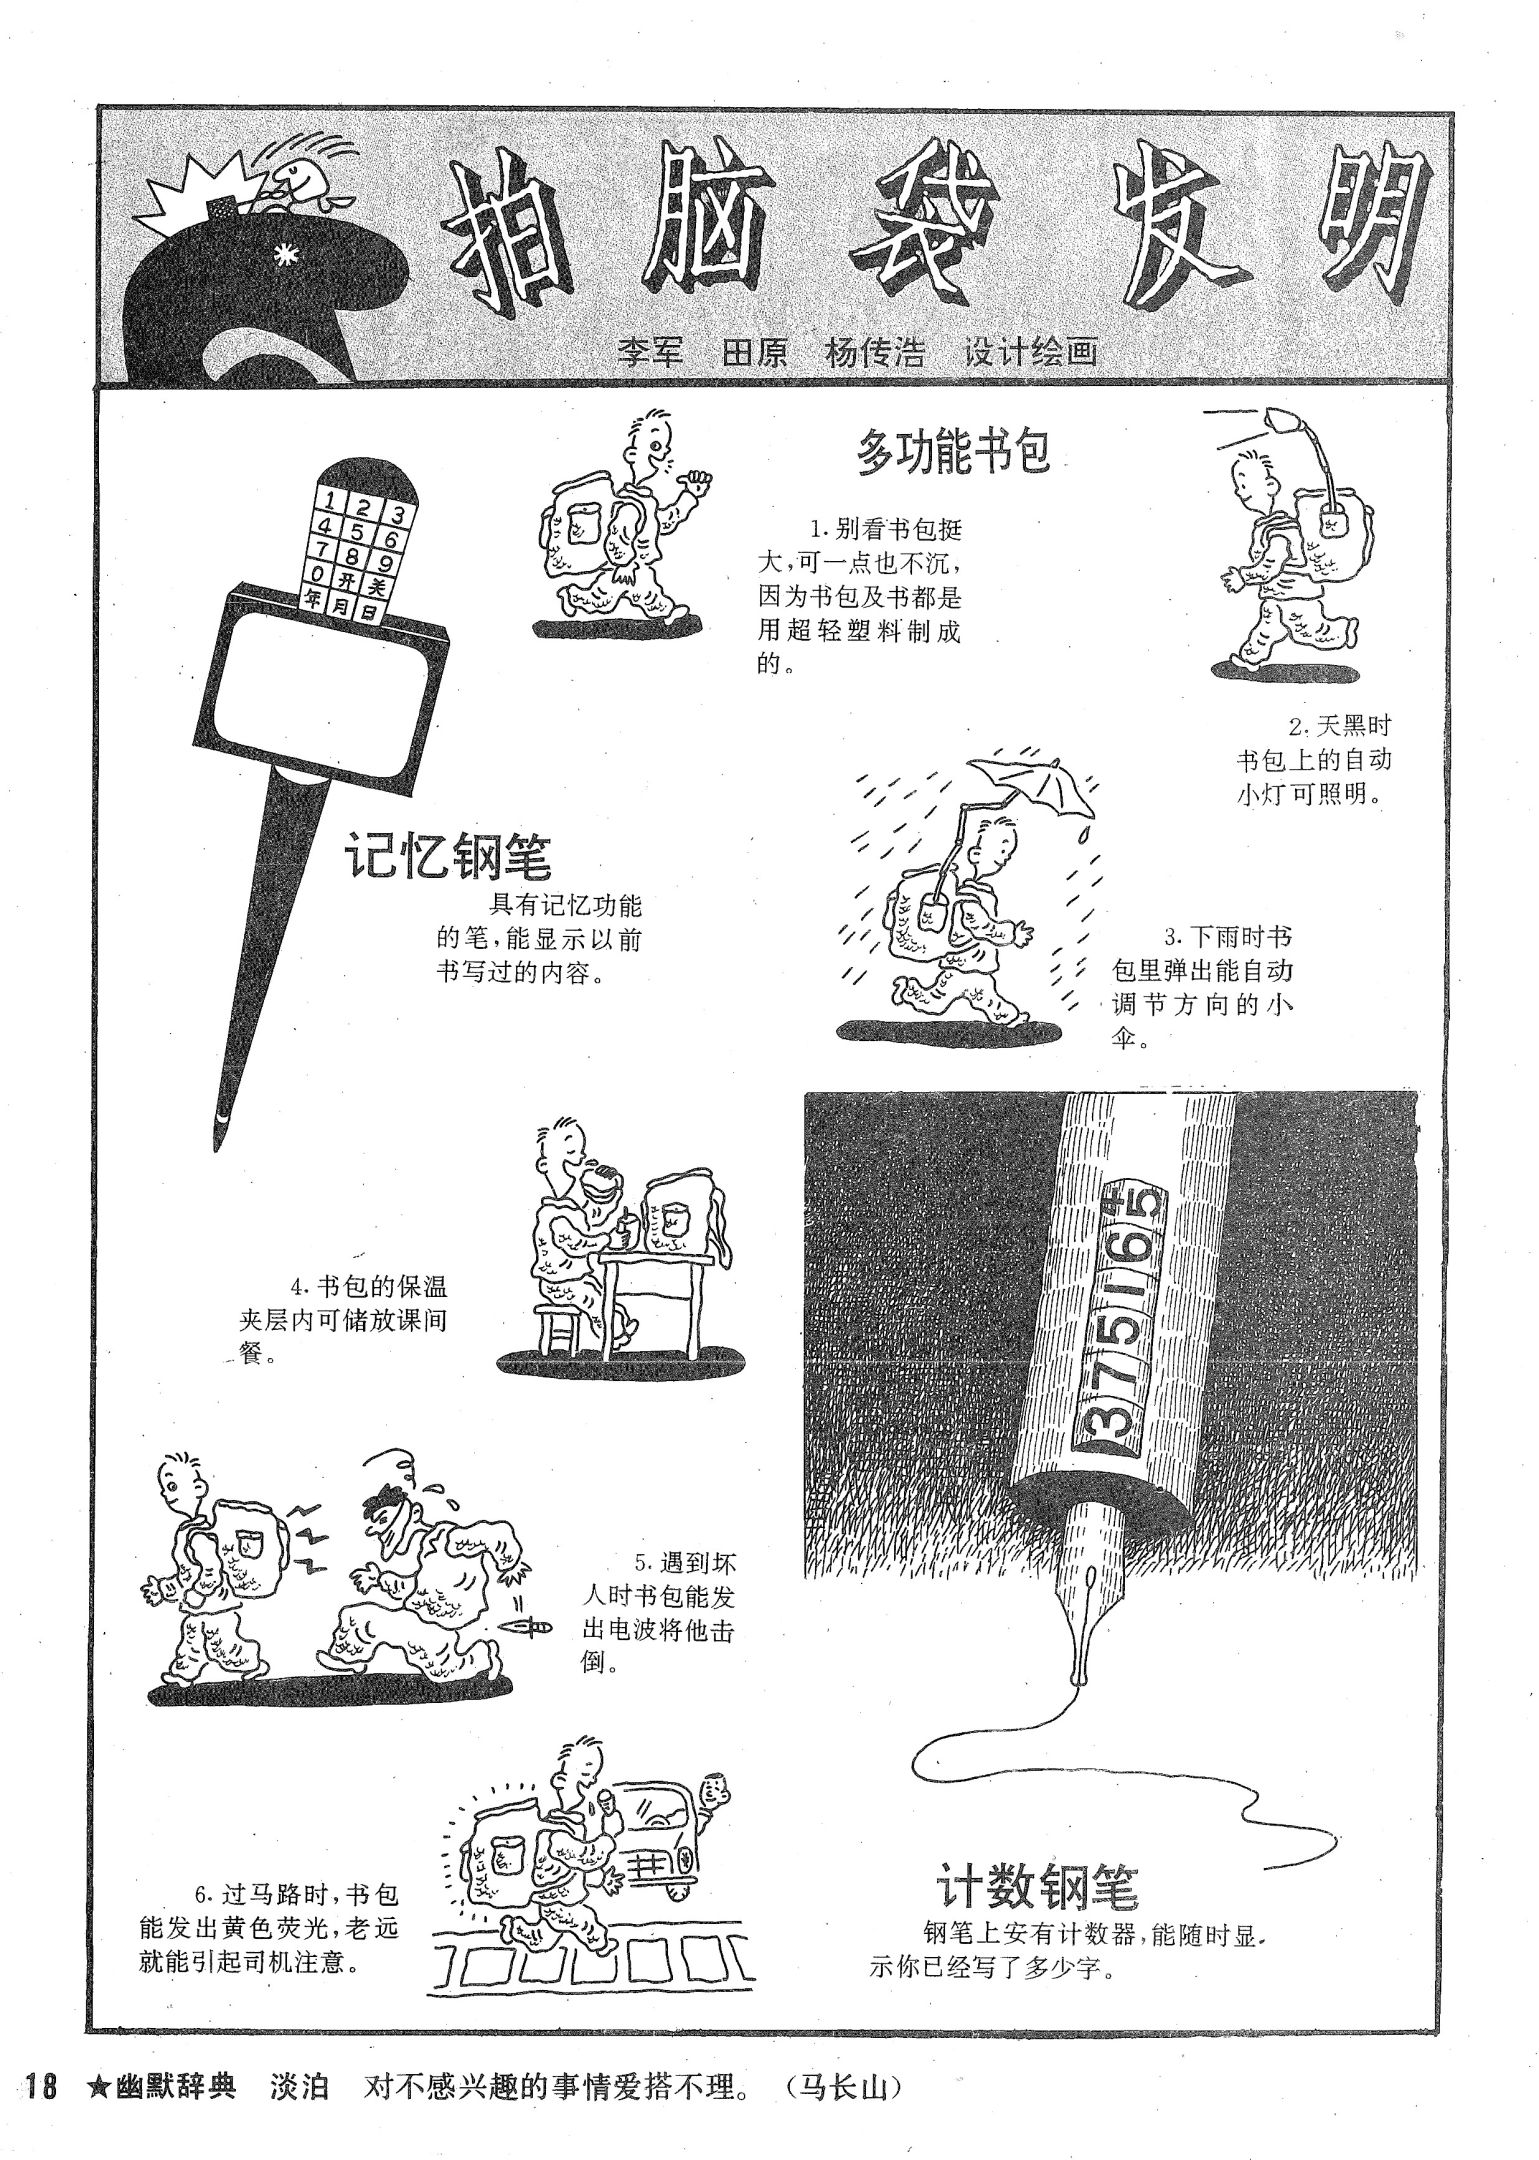 拍脑袋发明
李军 田原 杨传浩 设计绘画
1 2 3
4 5 6
7 8 9
0 开 关
年 月 日
记忆钢笔
具有记忆功能
的笔，能显示以前
书写过的内容。
多功能书包
1. 别看书包挺
大，可一点也不沉，
因为书包及书都是
用超轻塑料制成
的。
2. 天黑时
书包上的自动
小灯可照明。
3. 下雨时书
包里弹出能自动
调节方向的小
伞。
4. 书包的保温
夹层内可储放课间
餐。
5. 遇到坏
人时书包能发
出电波将他击
倒。
6. 过马路时，书包
能发出黄色荧光，老远
就能引起司机注意。
375165
计数钢笔
钢笔上安有计数器，能随时显
示你已经写了多少字。
18 ★幽默辞典 淡泊 对不感兴趣的事情爱搭不理。（马长山）